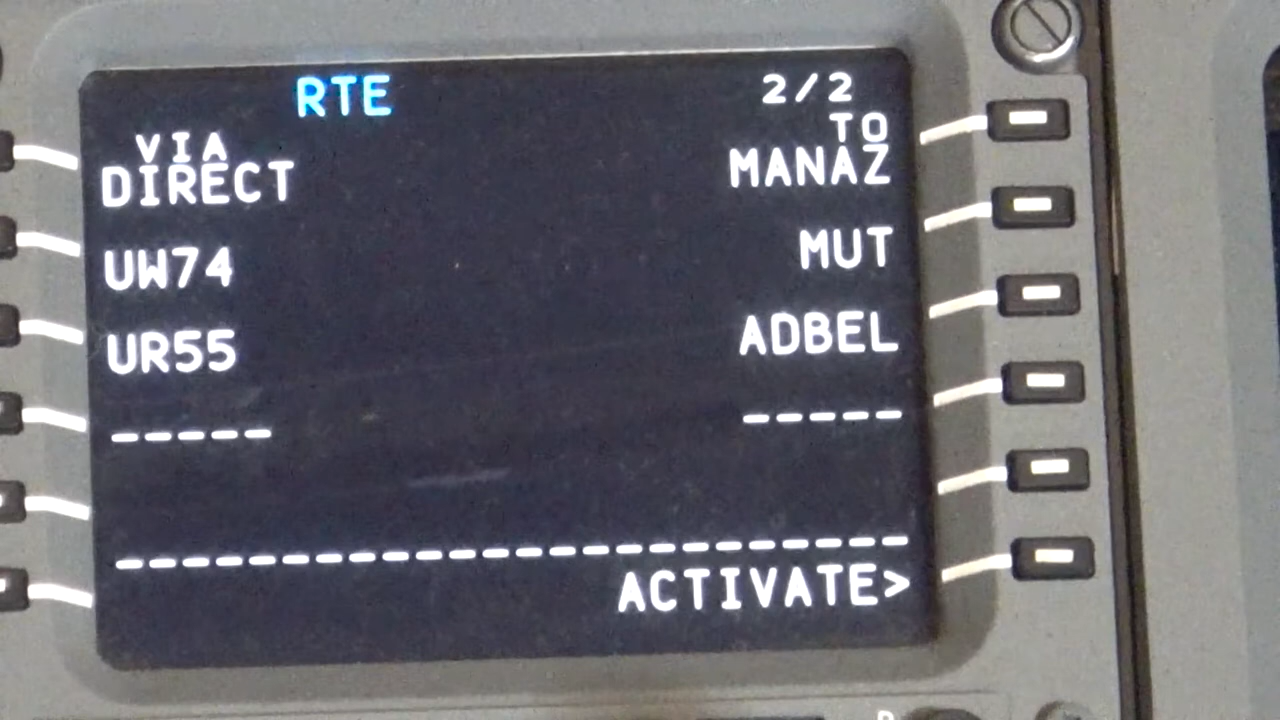 RTE 2/2
VIA TO
DIRECT MANAZ
UW74 MUT
UR55 ADBEL
----- -----
------------------------
ACTIVATE>